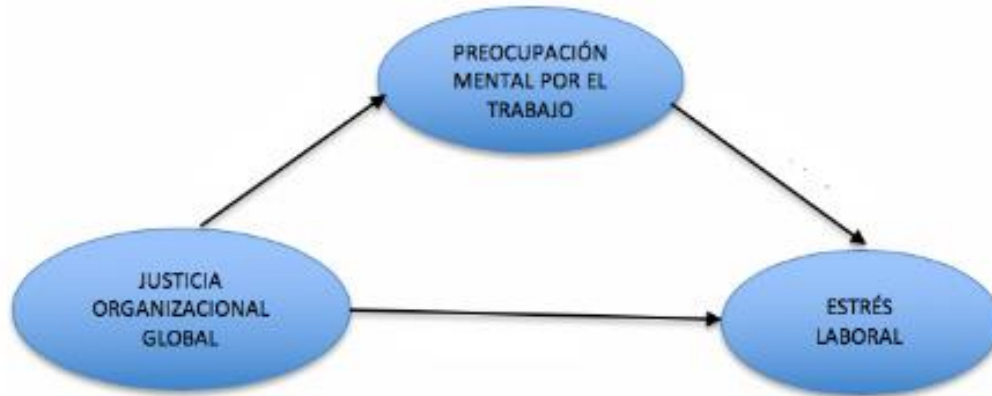 PREOCUPACIÓN
MENTAL POR EL
TRABAJO
JUSTICIA
ORGANIZACIONAL
GLOBAL
ESTRÉS
LABORAL